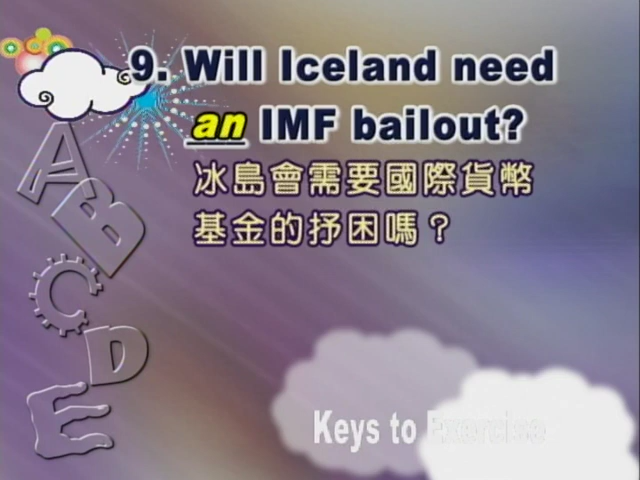 9. Will Iceland need
an IMF bailout?
冰島會需要國際貨幣
基金的抒困嗎？
A
B
C
D
E
Keys to Exercise